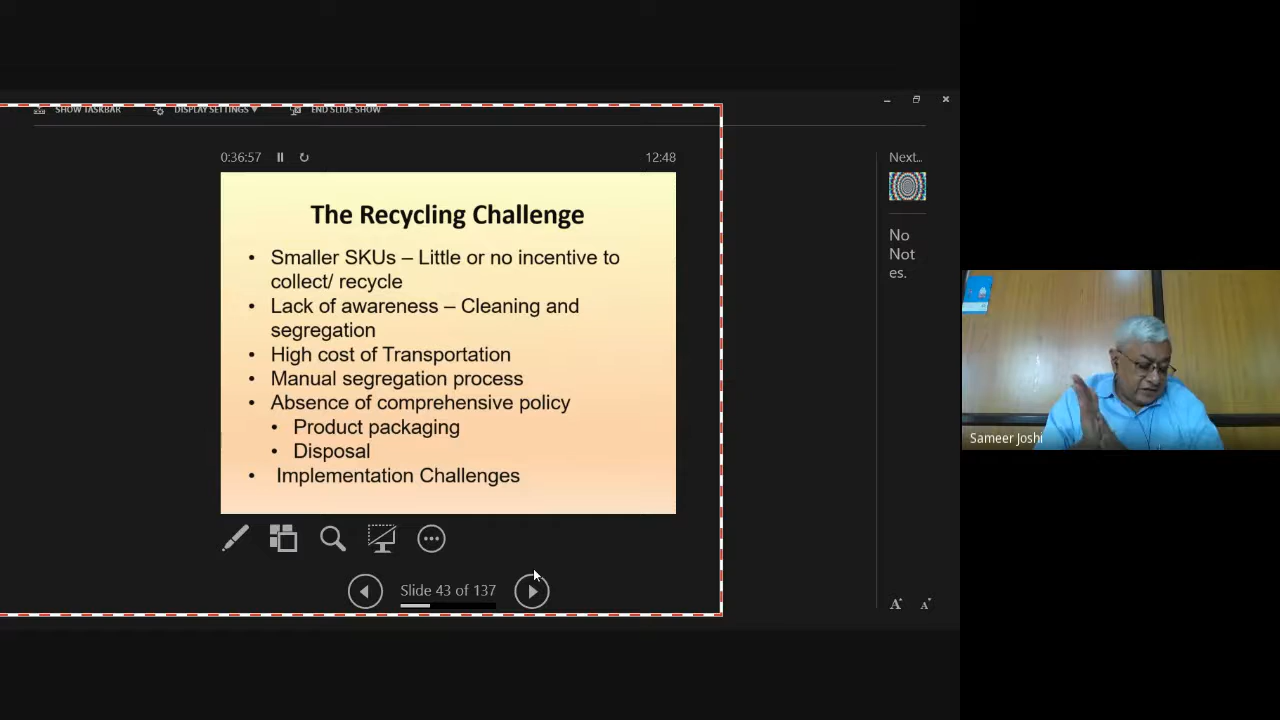 SHOW TASKBAR
DISPLAY SETTINGS
END SLIDE SHOW
0:36:57
12:48
Next...
The Recycling Challenge
• Smaller SKUs – Little or no incentive to
collect/ recycle
• Lack of awareness – Cleaning and
segregation
• High cost of Transportation
• Manual segregation process
• Absence of comprehensive policy
• Product packaging
• Disposal
• Implementation Challenges
No
Not
es.
Slide 43 of 137
A A
Sameer Joshi